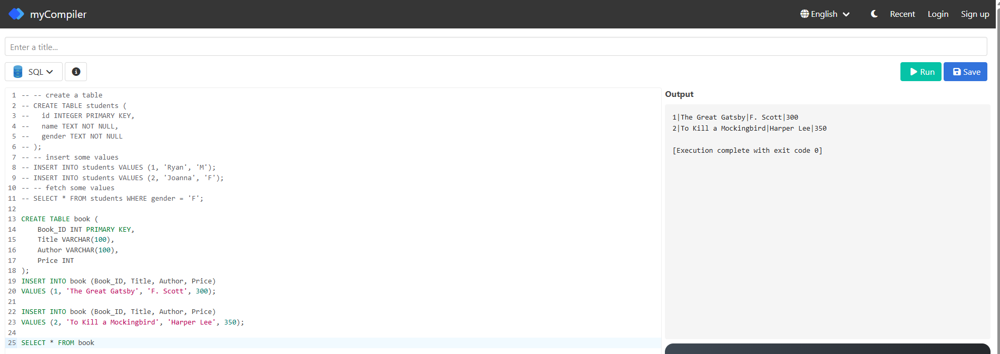 myCompiler
English
Recent
Login
Sign up
Enter a title...
SQL
Run
Save
1 -- -- create a table
2 -- CREATE TABLE students (
3 --   id INTEGER PRIMARY KEY,
4 --   name TEXT NOT NULL,
5 --   gender TEXT NOT NULL
6 -- );
7 -- -- insert some values
8 -- INSERT INTO students VALUES (1, 'Ryan', 'M');
9 -- INSERT INTO students VALUES (2, 'Joanna', 'F');
10 -- -- fetch some values
11 -- SELECT * FROM students WHERE gender = 'F';
12
13 CREATE TABLE book (
14     Book_ID INT PRIMARY KEY,
15     Title VARCHAR(100),
16     Author VARCHAR(100),
17     Price INT
18 );
19 INSERT INTO book (Book_ID, Title, Author, Price)
20 VALUES (1, 'The Great Gatsby', 'F. Scott', 300);
21
22 INSERT INTO book (Book_ID, Title, Author, Price)
23 VALUES (2, 'To Kill a Mockingbird', 'Harper Lee', 350);
24
25 SELECT * FROM book
Output
1|The Great Gatsby|F. Scott|300
2|To Kill a Mockingbird|Harper Lee|350
[Execution complete with exit code 0]